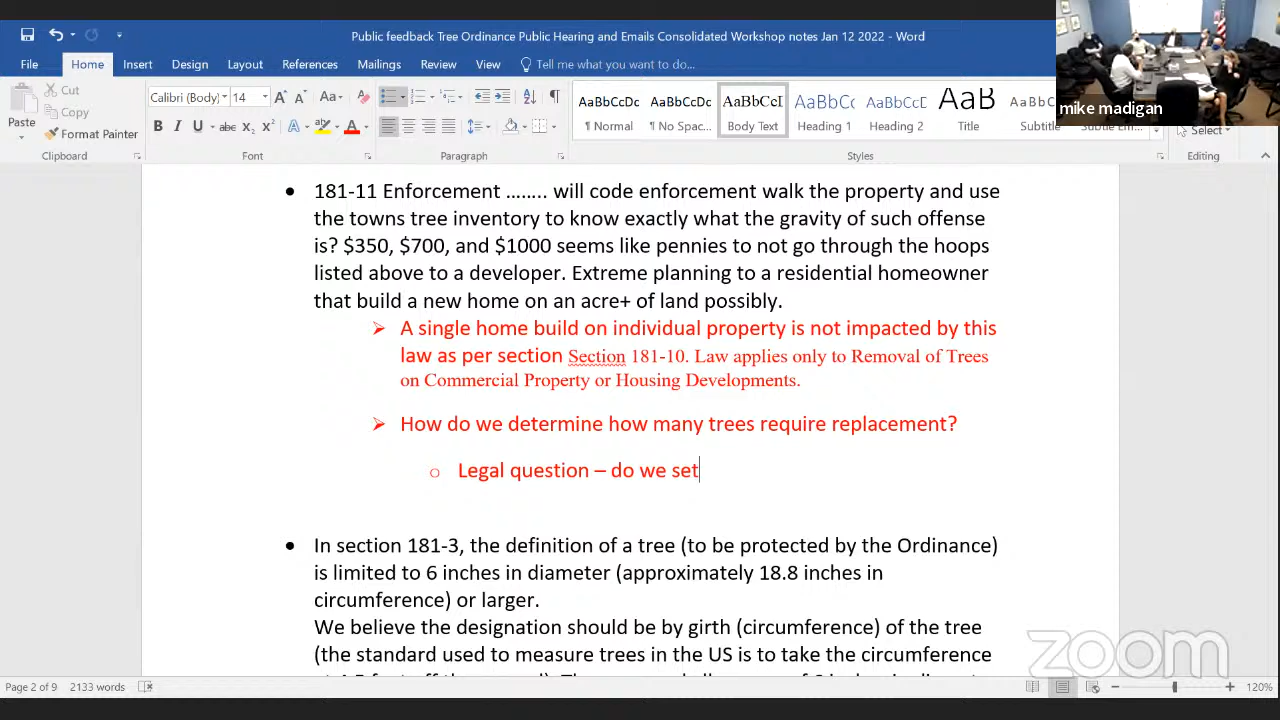 Public feedback Tree Ordinance Public Hearing and Emails Consolidated Workshop notes Jan 12 2022 - Word
File Home Insert Design Layout References Mailings Review View Tell me what you want to do...
mike madigan
Cut
Copy
Paste
Format Painter
Calibri (Body) 14
AaBbCcDc AaBbCcDc AaBbCcI AaBbCc AaBbCcD AaB
¶ Normal ¶ No Spac... Body Text Heading 1 Heading 2 Title Subtitle Subtle Em...
Select
Clipboard Font Paragraph Styles Editing
• 181-11 Enforcement …….. will code enforcement walk the property and use
the towns tree inventory to know exactly what the gravity of such offense
is? $350, $700, and $1000 seems like pennies to not go through the hoops
listed above to a developer. Extreme planning to a residential homeowner
that build a new home on an acre+ of land possibly.
➢ A single home build on individual property is not impacted by this
law as per section Section 181-10. Law applies only to Removal of Trees
on Commercial Property or Housing Developments.
➢ How do we determine how many trees require replacement?
o Legal question – do we set
• In section 181-3, the definition of a tree (to be protected by the Ordinance)
is limited to 6 inches in diameter (approximately 18.8 inches in
circumference) or larger.
We believe the designation should be by girth (circumference) of the tree
(the standard used to measure trees in the US is to take the circumference
zoom
Page 2 of 9 2133 words 120%